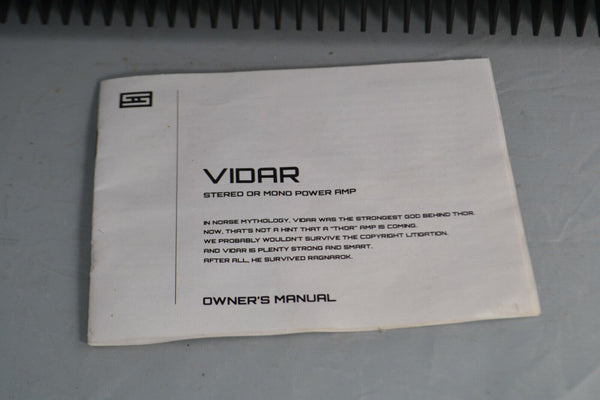 VIDAR
STEREO OR MONO POWER AMP
IN NORSE MYTHOLOGY, VIDAR WAS THE STRONGEST GOD BEHIND THOR.
NOW, THAT'S NOT A HINT THAT A "THOR" AMP IS COMING.
WE PROBABLY WOULDN'T SURVIVE THE COPYRIGHT LITIGATION.
AND VIDAR IS PLENTY STRONG AND SMART.
AFTER ALL, HE SURVIVED RAGNAROK.
OWNER'S MANUAL